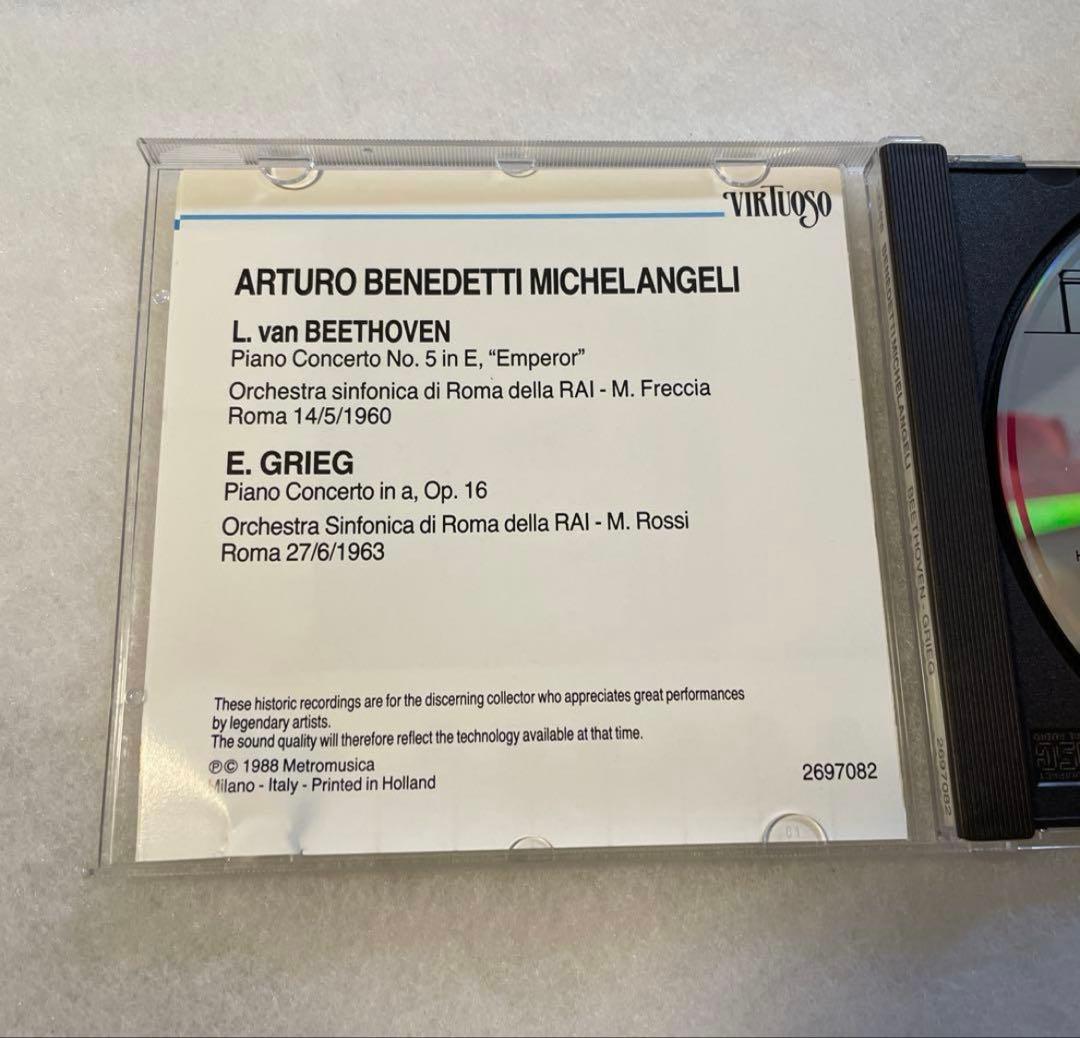 VIRTUOSO
ARTURO BENEDETTI MICHELANGELI
L. van BEETHOVEN
Piano Concerto No. 5 in E, “Emperor”
Orchestra sinfonica di Roma della RAI - M. Freccia
Roma 14/5/1960
E. GRIEG
Piano Concerto in a, Op. 16
Orchestra Sinfonica di Roma della RAI - M. Rossi
Roma 27/6/1963
These historic recordings are for the discerning collector who appreciates great performances
by legendary artists.
The sound quality will therefore reflect the technology available at that time.
℗© 1988 Metromusica
Milano - Italy - Printed in Holland
2697082
BENEDETTI MICHELANGELI BEETHOVEN - GRIEG 2697082